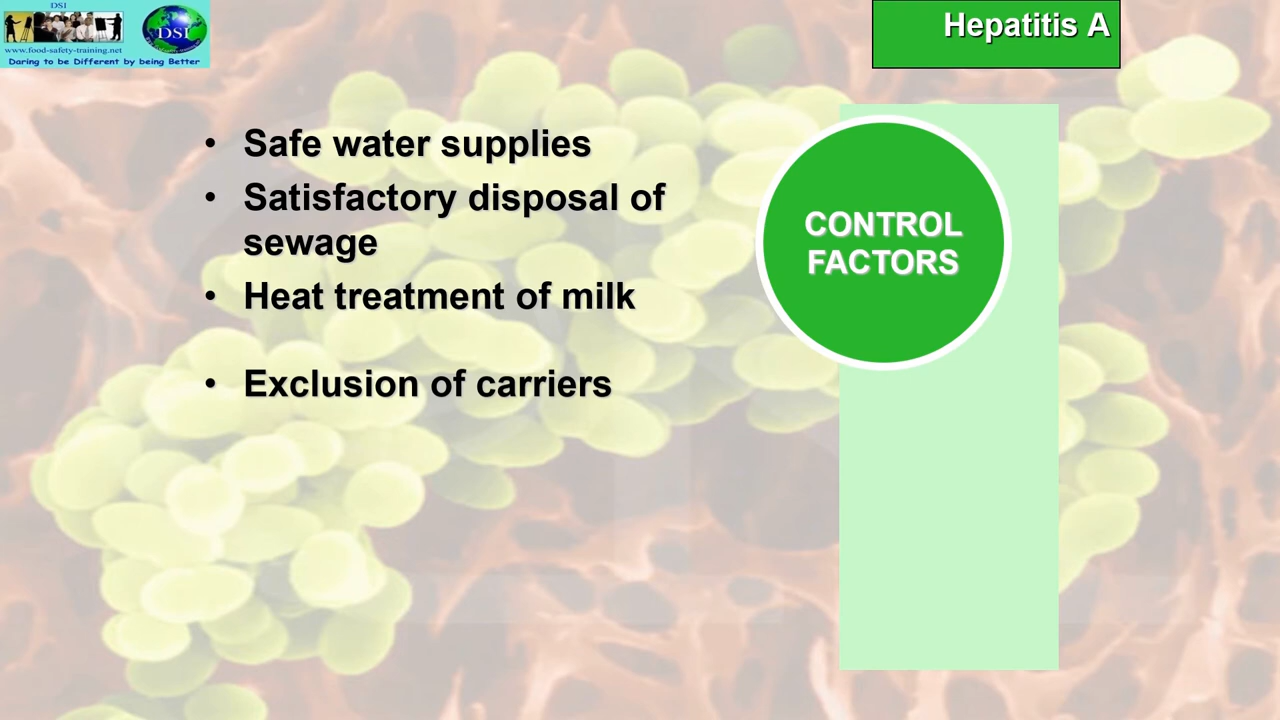 DSI
DSI
www.food-safety-training.net
Daring to be Different by being Better
Hepatitis A
• Safe water supplies
• Satisfactory disposal of
sewage
• Heat treatment of milk
• Exclusion of carriers
CONTROL
FACTORS